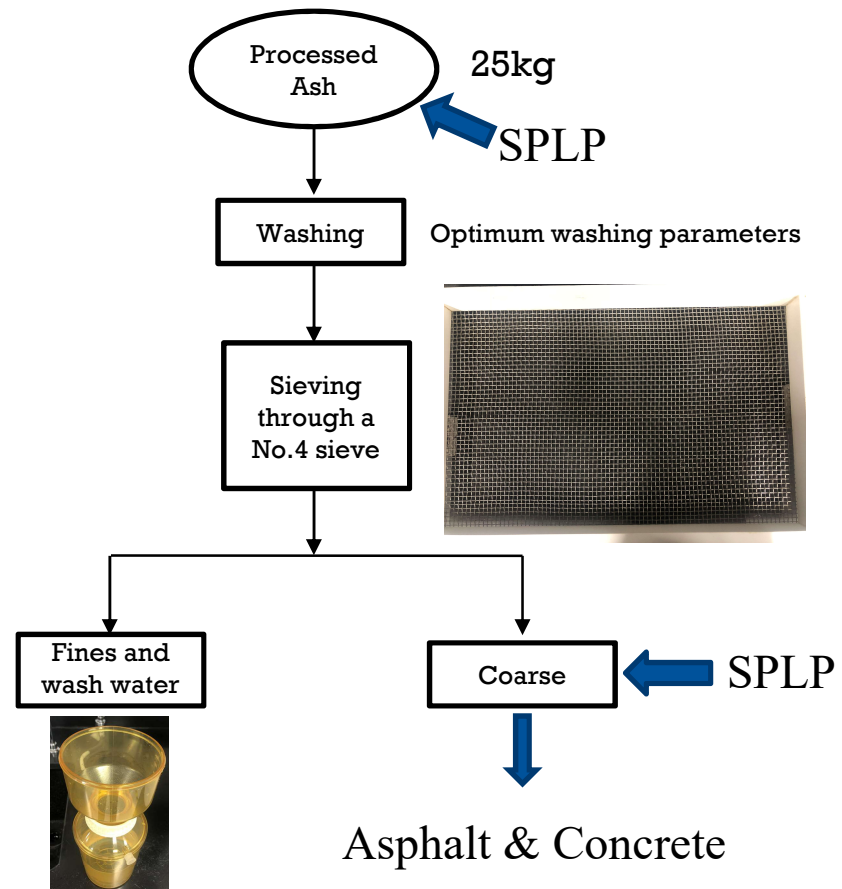 Processed
Ash
25kg
SPLP
Washing
Optimum washing parameters
Sieving
through a
No.4 sieve
Fines and
wash water
Coarse
SPLP
Asphalt & Concrete